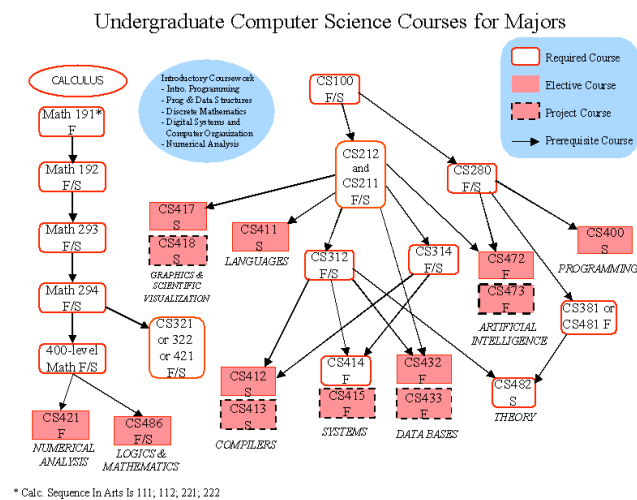 Undergraduate Computer Science Courses for Majors
CALCULUS
Math 191*
F
Math 192
F/S
Math 293
F/S
Math 294
F/S
400-level
Math F/S
CS421
F
NUMERICAL
ANALYSIS
CS486
F/S
LOGICS &
MATHEMATICS
CS321
or 322
or 421
F/S
Introductory Coursework
- Intro. Programming
- Prog & Data Structures
- Discrete Mathematics
- Digital Systems and
Computer Organization
- Numerical Analysis
CS100
F/S
CS212
and
CS211
F/S
CS280
F/S
CS417
S
CS418
S
GRAPHICS &
SCIENTIFIC
VISUALIZATION
CS411
S
LANGUAGES
CS312
F/S
CS314
F/S
CS472
F
CS473
F
ARTIFICIAL
INTELLIGENCE
CS400
S
PROGRAMMING
CS381 or
CS481 F
CS412
S
CS413
S
COMPILERS
CS414
F
CS415
F
SYSTEMS
CS432
F
CS433
F
DATA BASES
CS482
S
THEORY
Required Course
Elective Course
Project Course
Prerequisite Course
* Calc. Sequence In Arts Is 111; 112; 221; 222